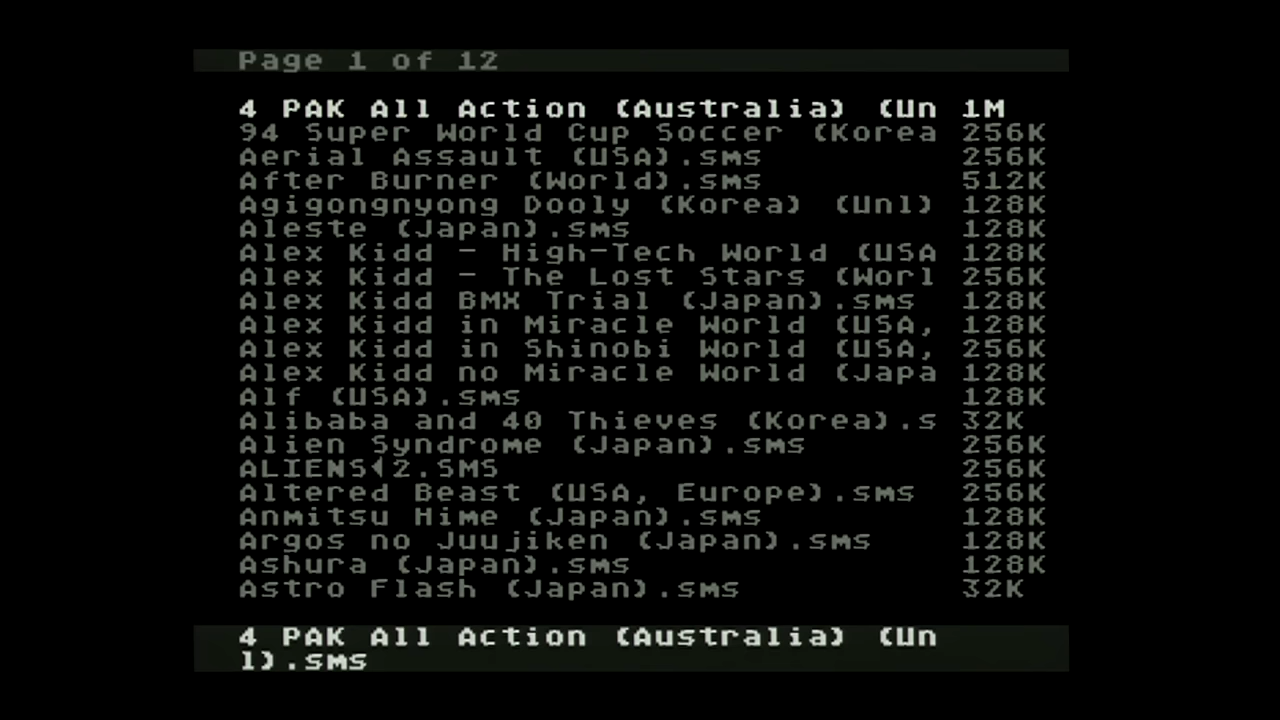 Page 1 of 12
4 PAK All Action (Australia) (Un 1M
94 Super World Cup Soccer (Korea 256K
Aerial Assault (USA).sms 256K
After Burner (World).sms 512K
Agigongnyong Dooly (Korea) (Unl) 128K
Aleste (Japan).sms 128K
Alex Kidd - High-Tech World (USA 128K
Alex Kidd - The Lost Stars (Worl 256K
Alex Kidd BMX Trial (Japan).sms 128K
Alex Kidd in Miracle World (USA, 128K
Alex Kidd in Shinobi World (USA, 256K
Alex Kidd no Miracle World (Japa 128K
Alf (USA).sms 128K
Alibaba and 40 Thieves (Korea).s 32K
Alien Syndrome (Japan).sms 256K
ALIENS◀2.SMS 256K
Altered Beast (USA, Europe).sms 256K
Anmitsu Hime (Japan).sms 128K
Argos no Juujiken (Japan).sms 128K
Ashura (Japan).sms 128K
Astro Flash (Japan).sms 32K
4 PAK All Action (Australia) (Un
l).sms